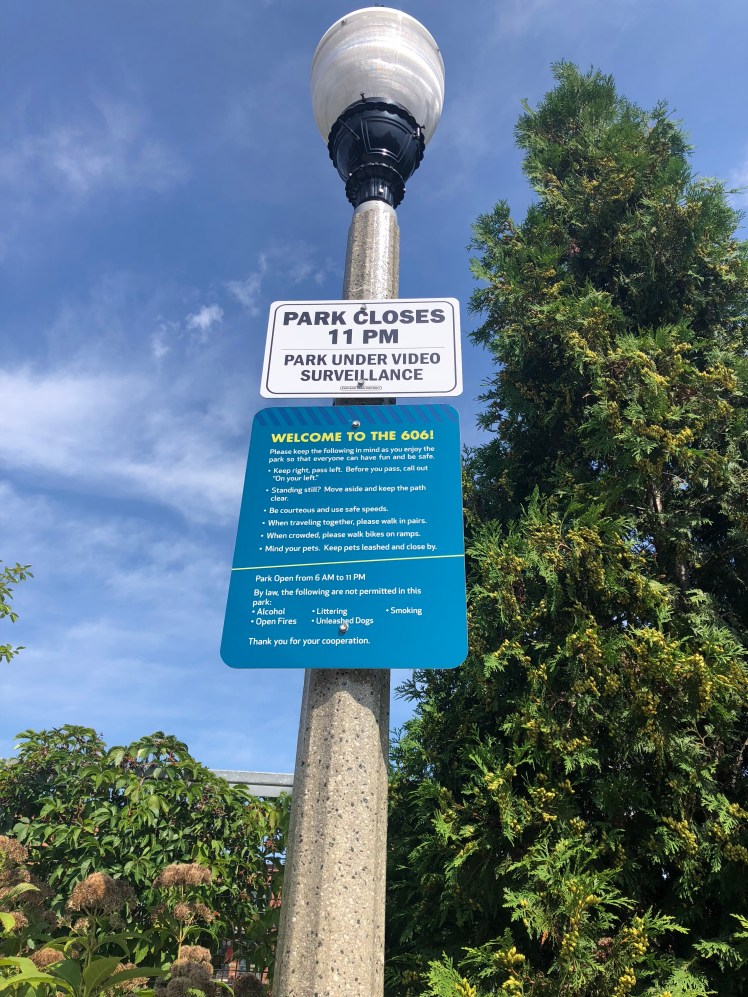 PARK CLOSES
11 PM
PARK UNDER VIDEO
SURVEILLANCE
WELCOME TO THE 606!
Please keep the following in mind as you enjoy the
park so that everyone can have fun and be safe.
• Keep right, pass left. Before you pass, call out
"On your left."
• Standing still? Move aside and keep the path
clear.
• Be courteous and use safe speeds.
• When traveling together, please walk in pairs.
• When crowded, please walk bikes on ramps.
• Mind your pets. Keep pets leashed and close by.
Park Open from 6 AM to 11 PM
By law, the following are not permitted in this
park:
• Alcohol • Littering • Smoking
• Open Fires • Unleashed Dogs
Thank you for your cooperation.